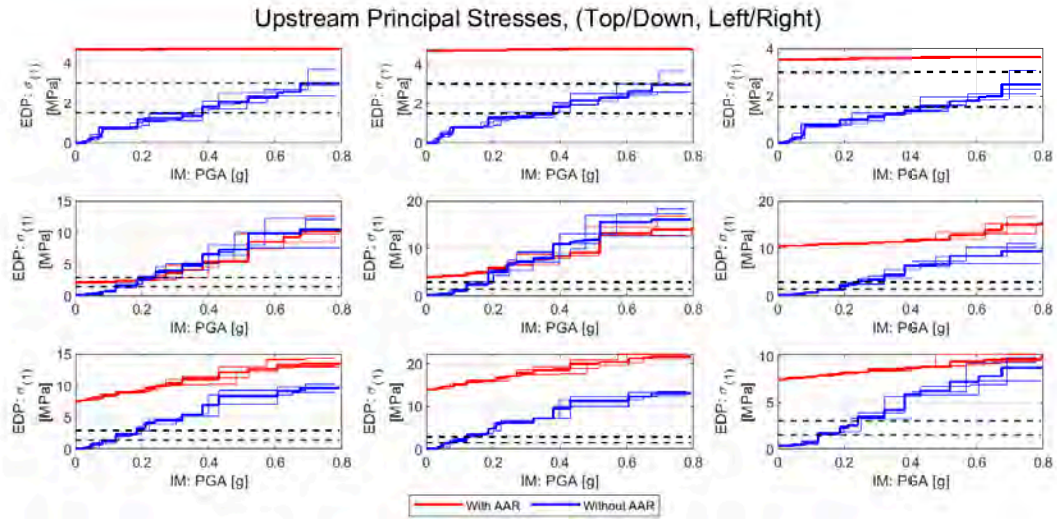 Upstream Principal Stresses, (Top/Down, Left/Right)
EDP: σ(1) [MPa]
4
2
0
0 0.2 0.4 0.6 0.8
IM: PGA [g]
EDP: σ(1) [MPa]
4
2
0
0 0.2 0.4 0.6 0.8
IM: PGA [g]
EDP: σ(1) [MPa]
4
2
0
0 0.2 0.4 0.6 0.8
IM: PGA [g]
EDP: σ(1) [MPa]
15
10
5
0
0 0.2 0.4 0.6 0.8
IM: PGA [g]
EDP: σ(1) [MPa]
20
10
0
0 0.2 0.4 0.6 0.8
IM: PGA [g]
EDP: σ(1) [MPa]
20
10
0
0 0.2 0.4 0.6 0.8
IM: PGA [g]
EDP: σ(1) [MPa]
15
10
5
0
0 0.2 0.4 0.6 0.8
IM: PGA [g]
EDP: σ(1) [MPa]
20
10
0
0 0.2 0.4 0.6 0.8
IM: PGA [g]
EDP: σ(1) [MPa]
10
5
0
0 0.2 0.4 0.6 0.8
IM: PGA [g]
With AAR Without AAR